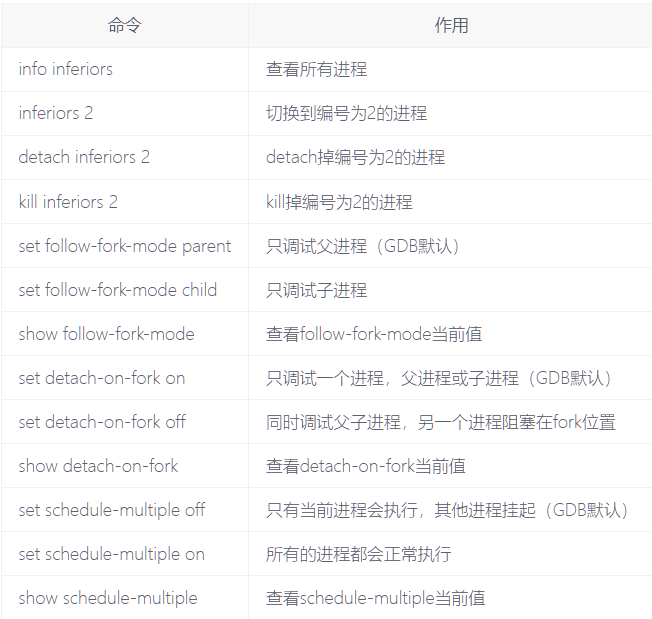 命令 作用
info inferiors 查看所有进程
inferiors 2 切换到编号为2的进程
detach inferiors 2 detach掉编号为2的进程
kill inferiors 2 kill掉编号为2的进程
set follow-fork-mode parent 只调试父进程（GDB默认）
set follow-fork-mode child 只调试子进程
show follow-fork-mode 查看follow-fork-mode当前值
set detach-on-fork on 只调试一个进程，父进程或子进程（GDB默认）
set detach-on-fork off 同时调试父子进程，另一个进程阻塞在fork位置
show detach-on-fork 查看detach-on-fork当前值
set schedule-multiple off 只有当前进程会执行，其他进程挂起（GDB默认）
set schedule-multiple on 所有的进程都会正常执行
show schedule-multiple 查看schedule-multiple当前值